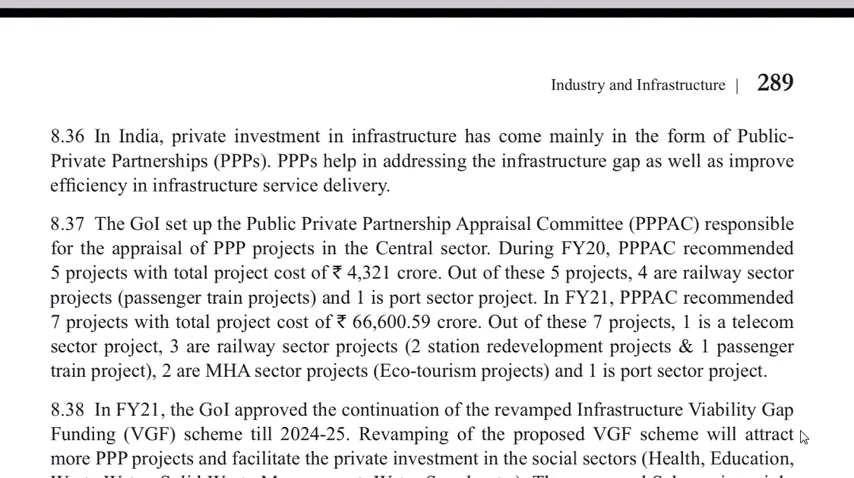 Industry and Infrastructure | 289
8.36 In India, private investment in infrastructure has come mainly in the form of Public-
Private Partnerships (PPPs). PPPs help in addressing the infrastructure gap as well as improve
efficiency in infrastructure service delivery.
8.37 The GoI set up the Public Private Partnership Appraisal Committee (PPPAC) responsible
for the appraisal of PPP projects in the Central sector. During FY20, PPPAC recommended
5 projects with total project cost of ₹ 4,321 crore. Out of these 5 projects, 4 are railway sector
projects (passenger train projects) and 1 is port sector project. In FY21, PPPAC recommended
7 projects with total project cost of ₹ 66,600.59 crore. Out of these 7 projects, 1 is a telecom
sector project, 3 are railway sector projects (2 station redevelopment projects & 1 passenger
train project), 2 are MHA sector projects (Eco-tourism projects) and 1 is port sector project.
8.38 In FY21, the GoI approved the continuation of the revamped Infrastructure Viability Gap
Funding (VGF) scheme till 2024-25. Revamping of the proposed VGF scheme will attract
more PPP projects and facilitate the private investment in the social sectors (Health, Education,